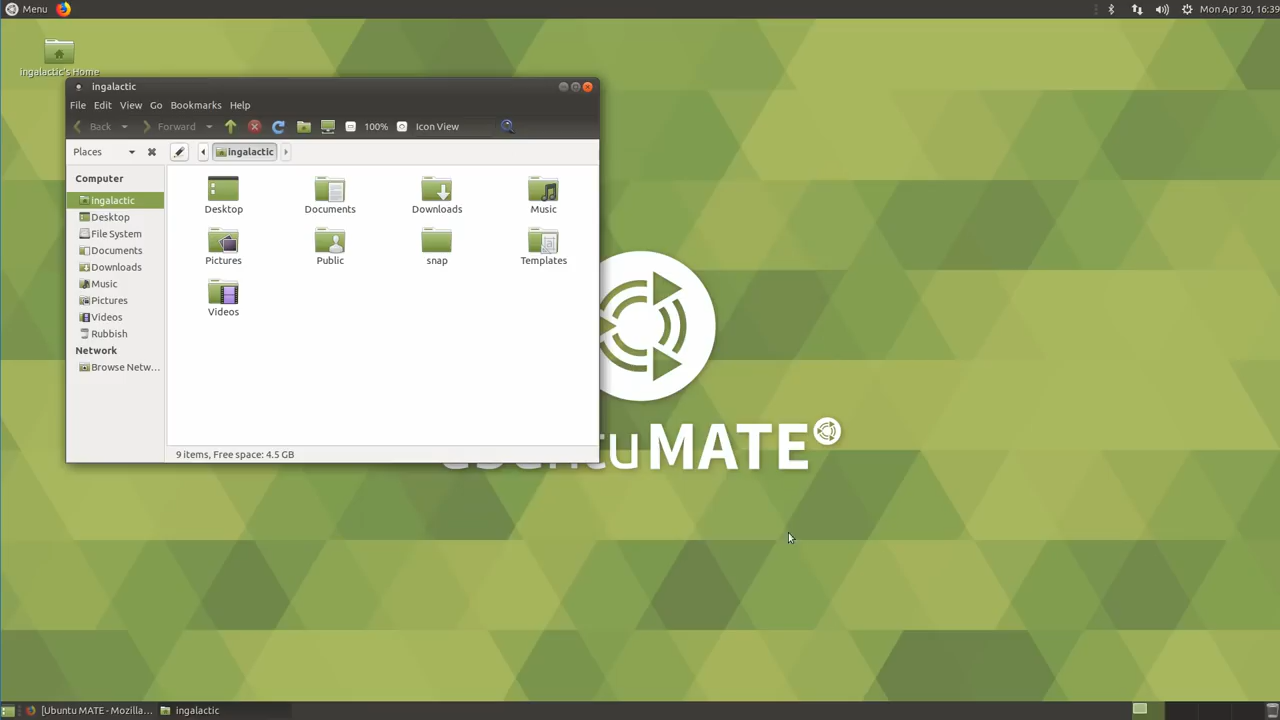 Menu
Mon Apr 30, 16:39
ingalactic's Home
ingalactic
File Edit View Go Bookmarks Help
Back Forward 100% Icon View
Places ingalactic
Computer
ingalactic
Desktop
File System
Documents
Downloads
Music
Pictures
Videos
Rubbish
Network
Browse Netw...
Desktop Documents Downloads Music
Pictures Public snap Templates
Videos
9 items, Free space: 4.5 GB
ubuntu MATE
[Ubuntu MATE - Mozilla... ingalactic